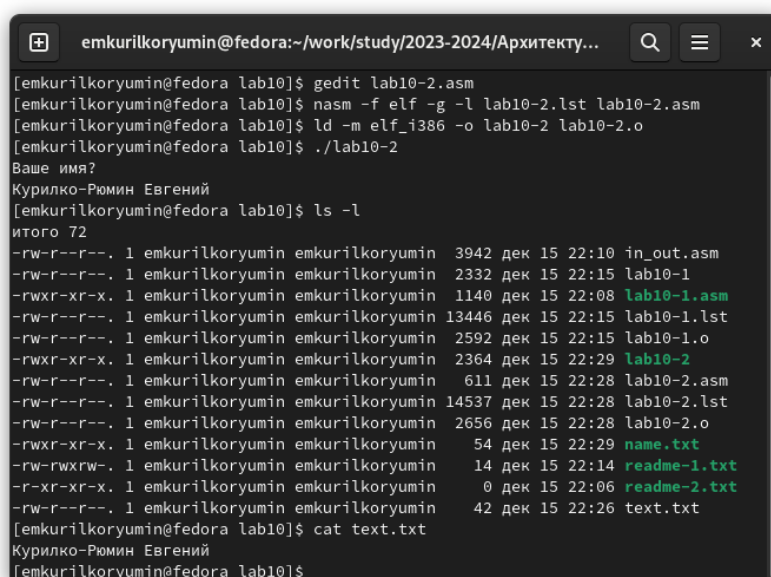 emkurilkoryumin@fedora:~/work/study/2023-2024/Архитекту...
[emkurilkoryumin@fedora lab10]$ gedit lab10-2.asm
[emkurilkoryumin@fedora lab10]$ nasm -f elf -g -l lab10-2.lst lab10-2.asm
[emkurilkoryumin@fedora lab10]$ ld -m elf_i386 -o lab10-2 lab10-2.o
[emkurilkoryumin@fedora lab10]$ ./lab10-2
Ваше имя?
Курилко-Рюмин Евгений
[emkurilkoryumin@fedora lab10]$ ls -l
итого 72
-rw-r--r--. 1 emkurilkoryumin emkurilkoryumin  3942 дек 15 22:10 in_out.asm
-rw-r--r--. 1 emkurilkoryumin emkurilkoryumin  2332 дек 15 22:15 lab10-1
-rwxr-xr-x. 1 emkurilkoryumin emkurilkoryumin  1140 дек 15 22:08 lab10-1.asm
-rw-r--r--. 1 emkurilkoryumin emkurilkoryumin 13446 дек 15 22:15 lab10-1.lst
-rw-r--r--. 1 emkurilkoryumin emkurilkoryumin  2592 дек 15 22:15 lab10-1.o
-rwxr-xr-x. 1 emkurilkoryumin emkurilkoryumin  2364 дек 15 22:29 lab10-2
-rw-r--r--. 1 emkurilkoryumin emkurilkoryumin   611 дек 15 22:28 lab10-2.asm
-rw-r--r--. 1 emkurilkoryumin emkurilkoryumin 14537 дек 15 22:28 lab10-2.lst
-rw-r--r--. 1 emkurilkoryumin emkurilkoryumin  2656 дек 15 22:28 lab10-2.o
-rwxr-xr-x. 1 emkurilkoryumin emkurilkoryumin    54 дек 15 22:29 name.txt
-rw-rwxrw-. 1 emkurilkoryumin emkurilkoryumin    14 дек 15 22:14 readme-1.txt
-r-xr-xr-x. 1 emkurilkoryumin emkurilkoryumin     0 дек 15 22:06 readme-2.txt
-rw-r--r--. 1 emkurilkoryumin emkurilkoryumin    42 дек 15 22:26 text.txt
[emkurilkoryumin@fedora lab10]$ cat text.txt
Курилко-Рюмин Евгений
[emkurilkoryumin@fedora lab10]$